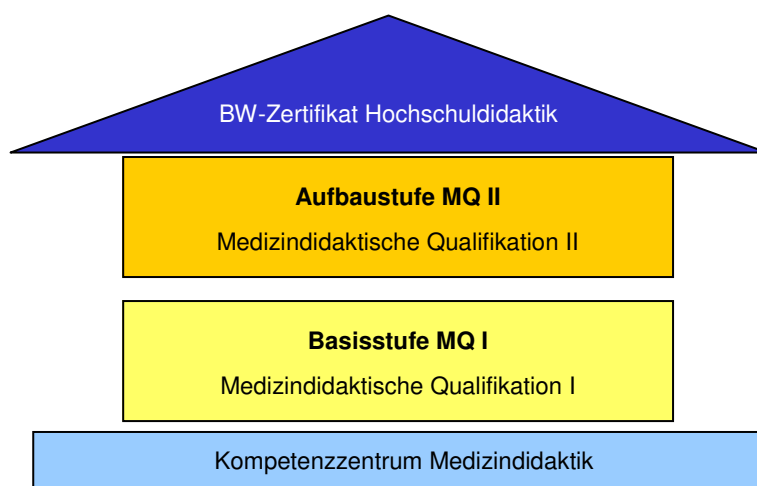 BW-Zertifikat Hochschuldidaktik
Aufbaustufe MQ II
Medizindidaktische Qualifikation II
Basisstufe MQ I
Medizindidaktische Qualifikation I
Kompetenzzentrum Medizindidaktik